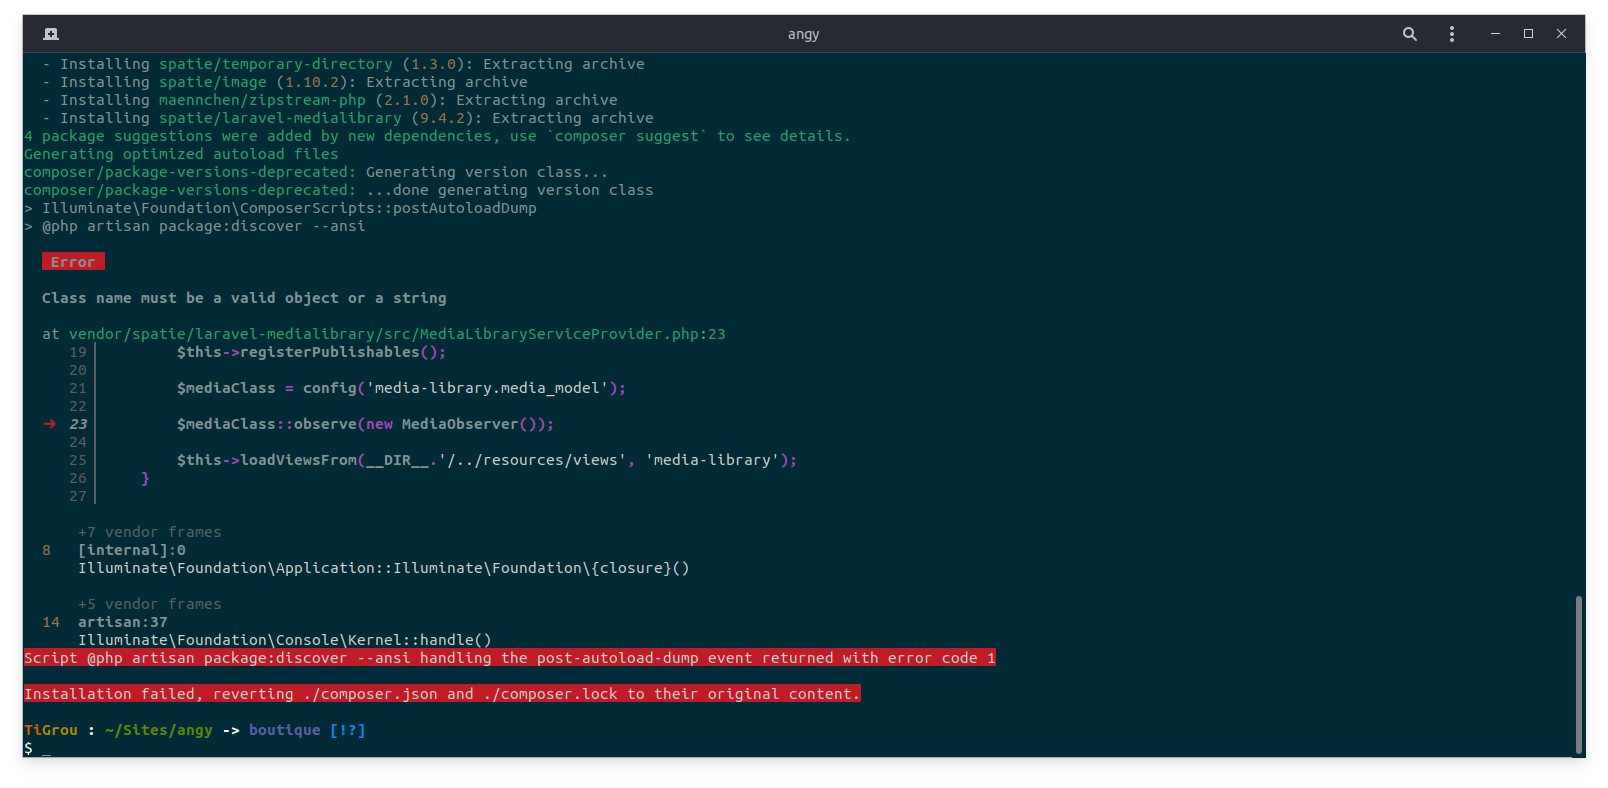 angy
- Installing spatie/temporary-directory (1.3.0): Extracting archive
- Installing spatie/image (1.10.2): Extracting archive
- Installing maennchen/zipstream-php (2.1.0): Extracting archive
- Installing spatie/laravel-medialibrary (9.4.2): Extracting archive
4 package suggestions were added by new dependencies, use `composer suggest` to see details.
Generating optimized autoload files
composer/package-versions-deprecated: Generating version class...
composer/package-versions-deprecated: ...done generating version class
> Illuminate\Foundation\ComposerScripts::postAutoloadDump
> @php artisan package:discover --ansi
Error
Class name must be a valid object or a string
at vendor/spatie/laravel-medialibrary/src/MediaLibraryServiceProvider.php:23
19 $this->registerPublishables();
20
21 $mediaClass = config('media-library.media_model');
22
➜ 23 $mediaClass::observe(new MediaObserver());
24
25 $this->loadViewsFrom(__DIR__.'/../resources/views', 'media-library');
26 }
27
+7 vendor frames
8 [internal]:0
Illuminate\Foundation\Application::Illuminate\Foundation\{closure}()
+5 vendor frames
14 artisan:37
Illuminate\Foundation\Console\Kernel::handle()
Script @php artisan package:discover --ansi handling the post-autoload-dump event returned with error code 1
Installation failed, reverting ./composer.json and ./composer.lock to their original content.
TiGrou : ~/Sites/angy -> boutique [!?]
$ _